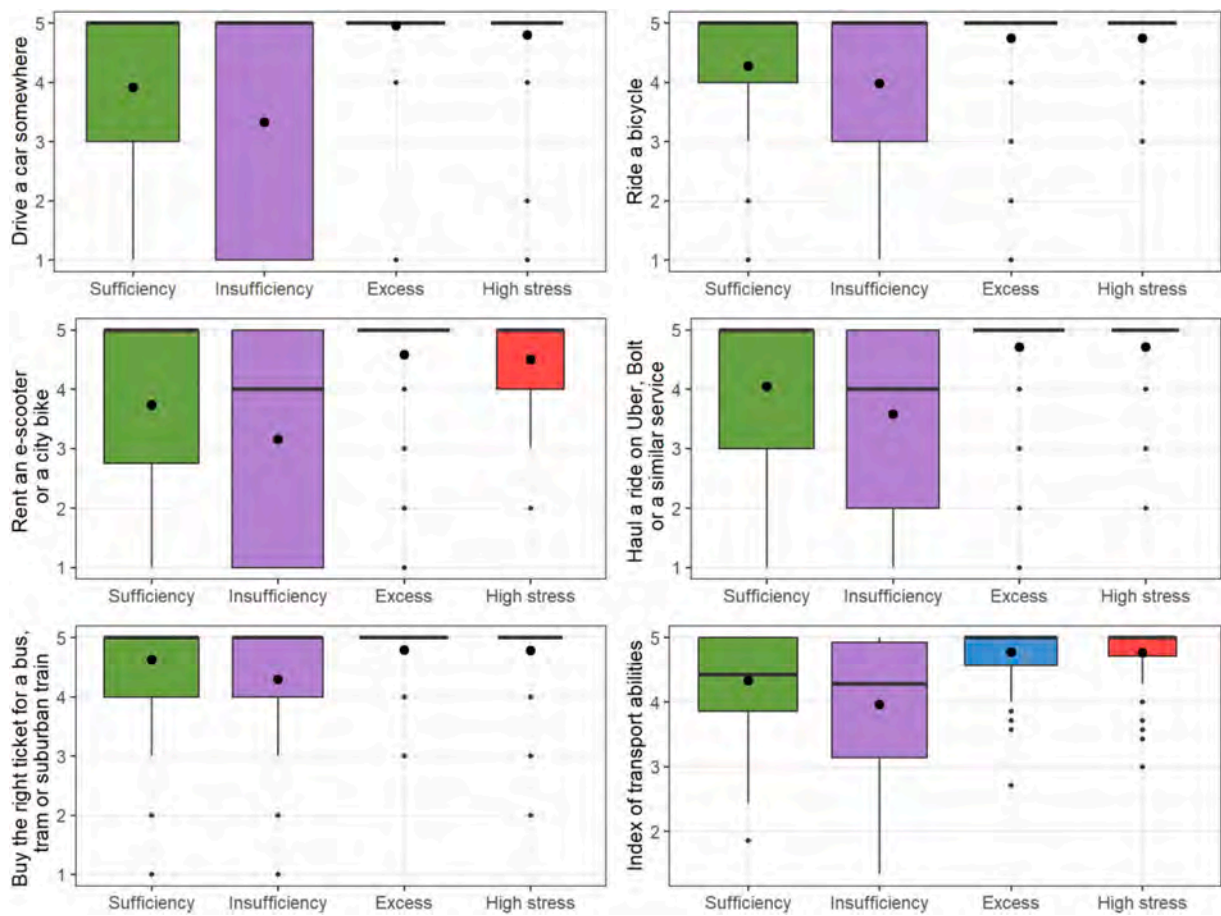 Drive a car somewhere
5
4
3
2
1
Sufficiency Insufficiency Excess High stress
Ride a bicycle
5
4
3
2
1
Sufficiency Insufficiency Excess High stress
Rent an e-scooter
or a city bike
5
4
3
2
1
Sufficiency Insufficiency Excess High stress
Haul a ride on Uber, Bolt
or a similar service
5
4
3
2
1
Sufficiency Insufficiency Excess High stress
Buy the right ticket for a bus,
tram or suburban train
5
4
3
2
1
Sufficiency Insufficiency Excess High stress
Index of transport abilities
5
4
3
2
Sufficiency Insufficiency Excess High stress